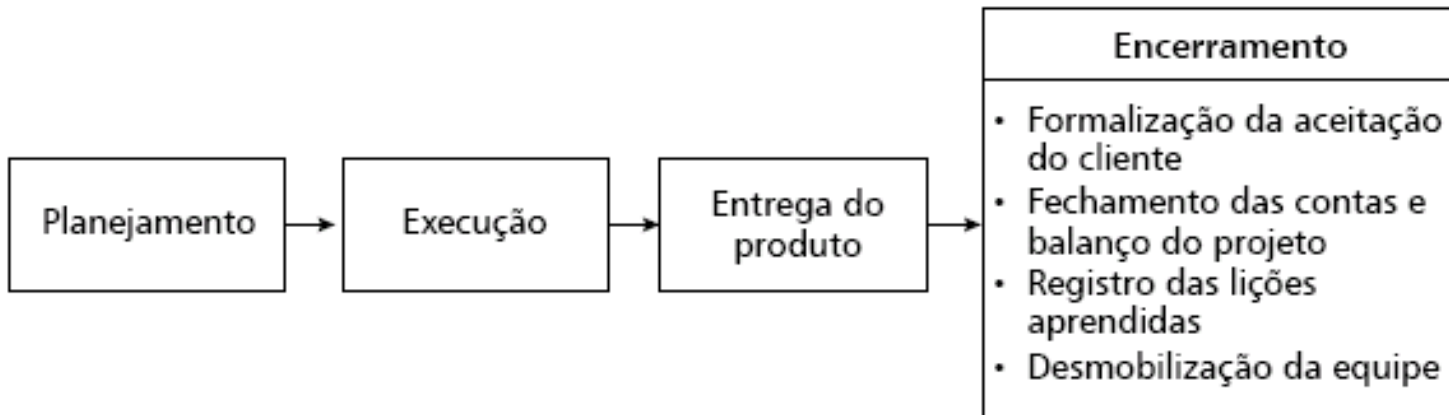 Planejamento
Execução
Entrega do
produto
Encerramento
• Formalização da aceitação
do cliente
• Fechamento das contas e
balanço do projeto
• Registro das lições
aprendidas
• Desmobilização da equipe